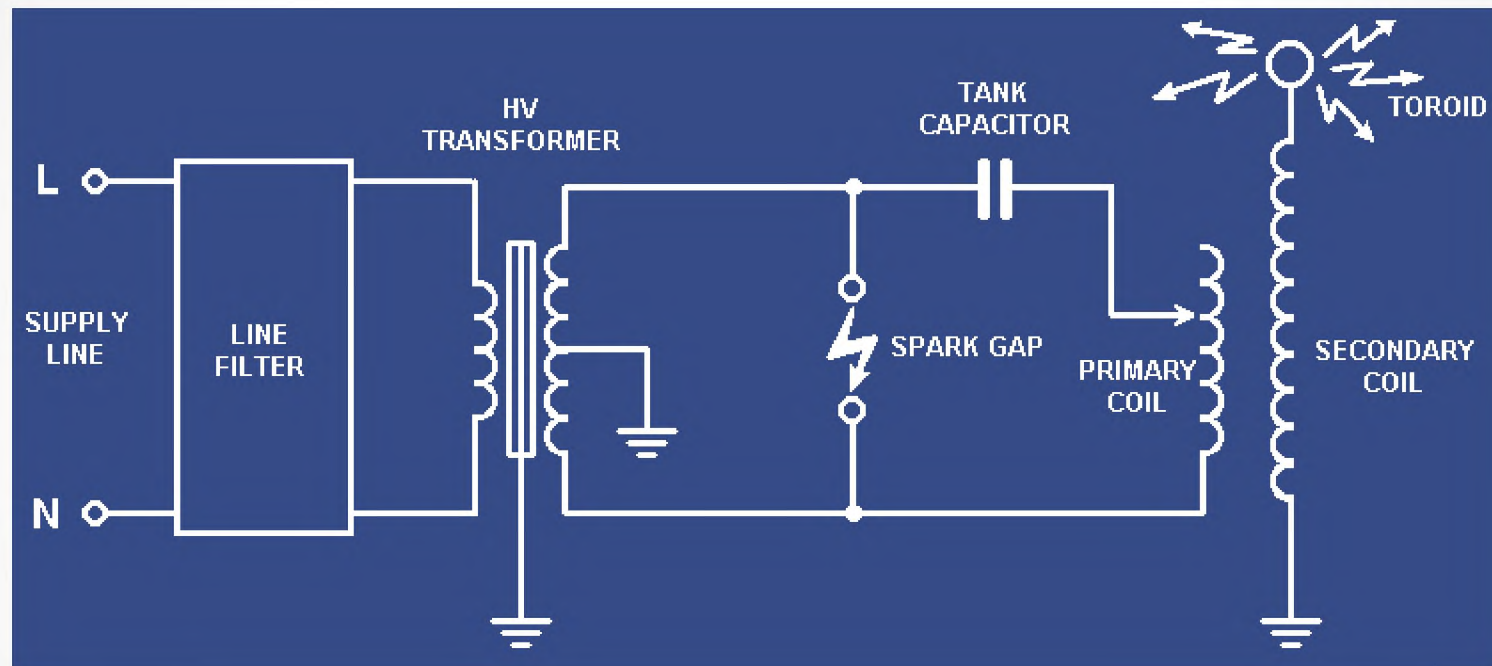 HV
TRANSFORMER
TANK
CAPACITOR
TOROID
L
SUPPLY
LINE
LINE
FILTER
SPARK GAP
PRIMARY
COIL
SECONDARY
COIL
N